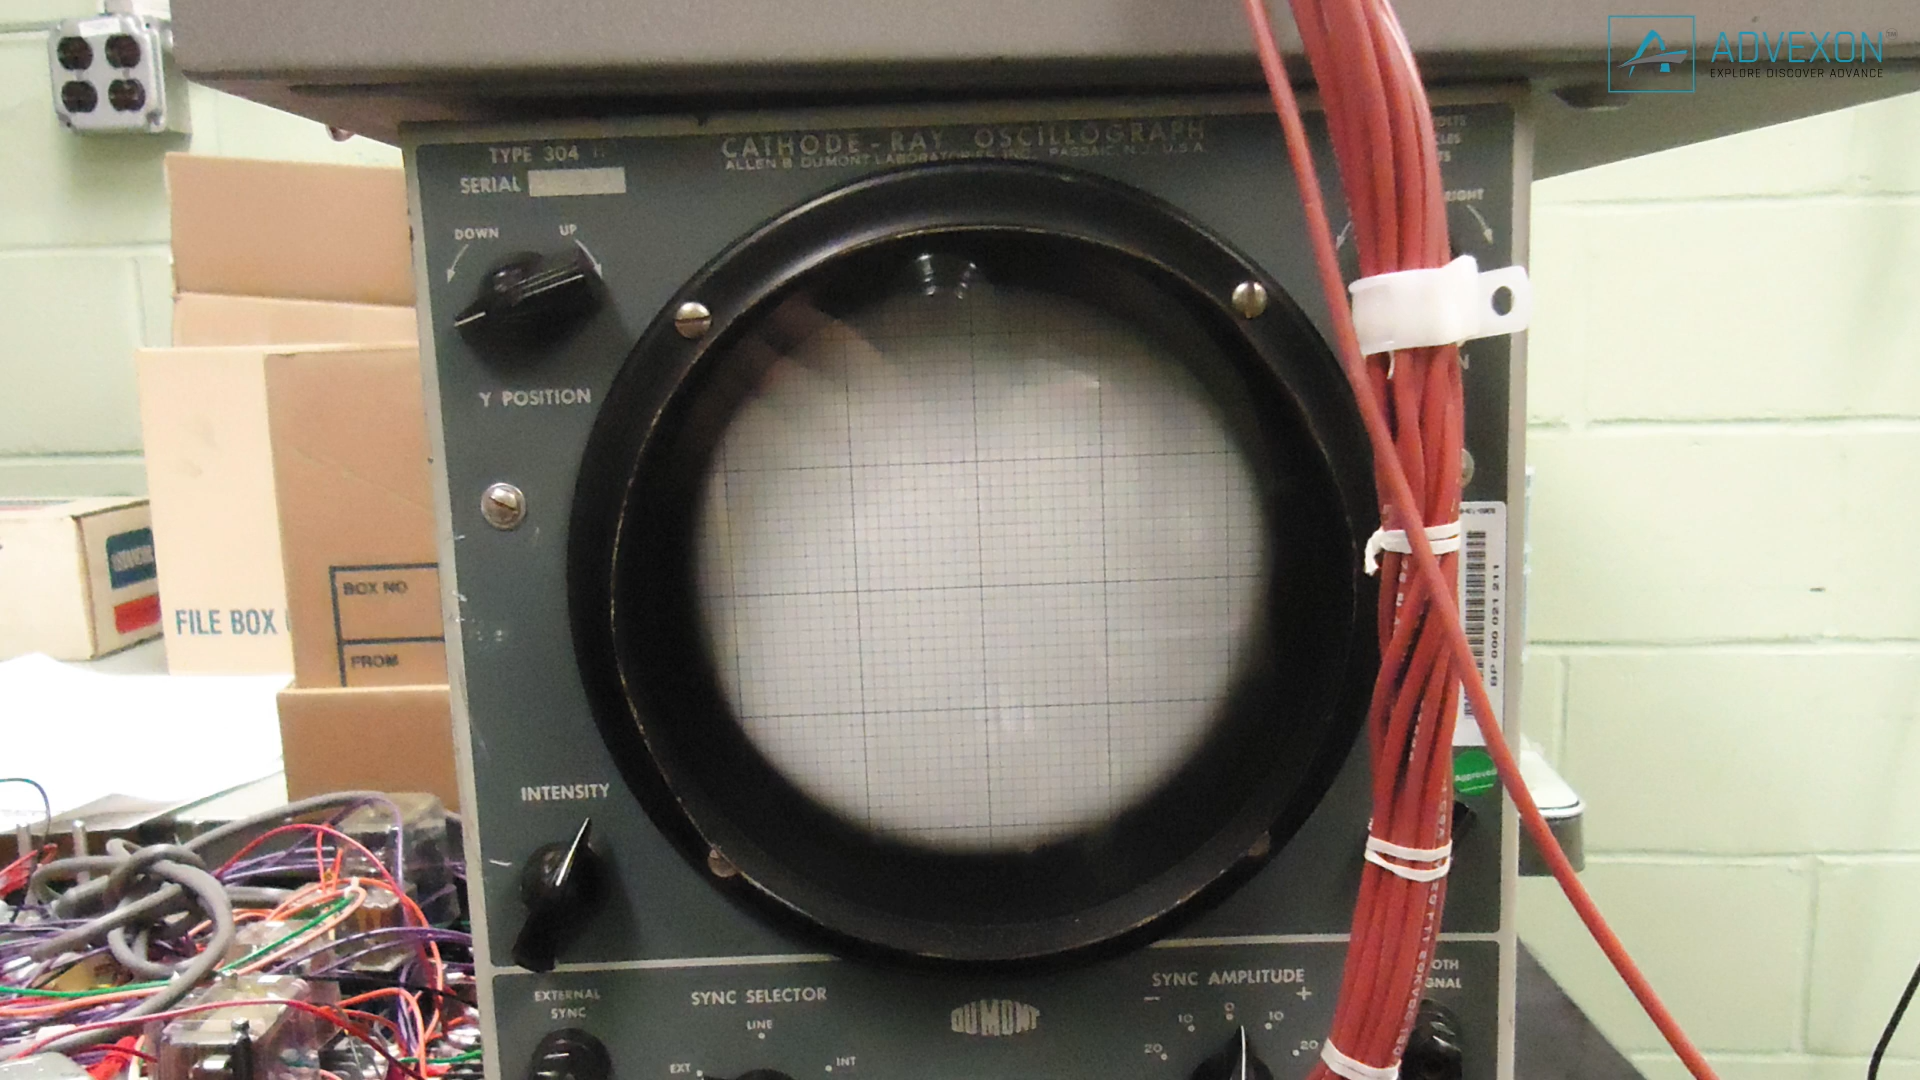 ADVEXON
EXPLORE DISCOVER ADVANCE
TYPE 304
CATHODE-RAY OSCILLOGRAPH
ALLEN B. DUMONT LABORATORIES, INC. PASSAIC, N.J., U.S.A.
SERIAL
DOWN UP
Y POSITION
BOX NO
FROM
FILE BOX
BP 000 021 211
Approved
INTENSITY
EXTERNAL
SYNC
SYNC SELECTOR
LINE
EXT
INT
DUMONT
SYNC AMPLITUDE
- 0 +
10 10
20 20